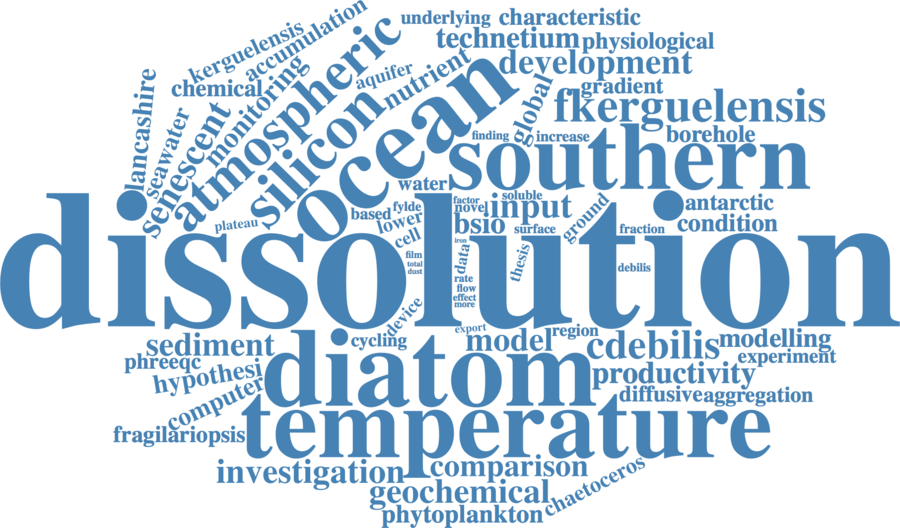 underlying characteristic
kerguelensis
accumulation
technetium physiological
chemical
monitoring
atmospheric
aquifer
nutrient
development
lancashire
seawater
senescent
silicon
ocean
global
gradient
fkerguelensis
finding
increase
borehole
southern
water
plateau
based
fylde
lower
cell
factor
novel
soluble
input
bsio
surface
ground
fraction
antarctic
condition
dissolution
film
total
dust
iron
data
rate
flow
effect
more
thesis
debilis
device
export
region
cycling
model
cdebilis
modelling
experiment
sediment
phreeqc
hypothesi
computer
diatom
productivity
diffusive
aggregation
fragilariopsis
temperature
investigation
comparison
geochemical
chaetoceros
phytoplankton